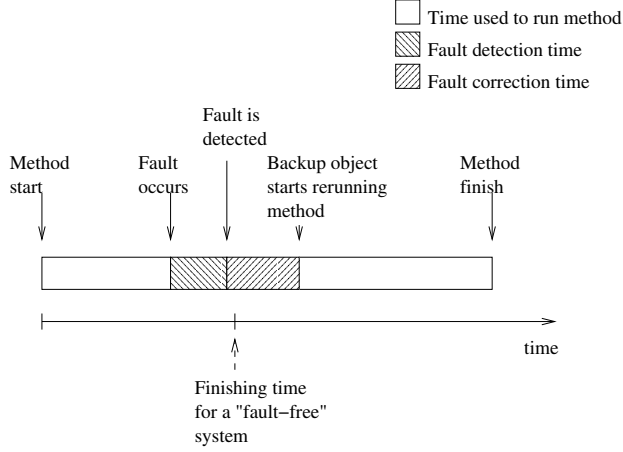 Time used to run method
Fault detection time
Fault correction time
Fault is
detected
Method
start
Fault
occurs
Backup object
starts rerunning
method
Method
finish
time
Finishing time
for a "fault−free"
system